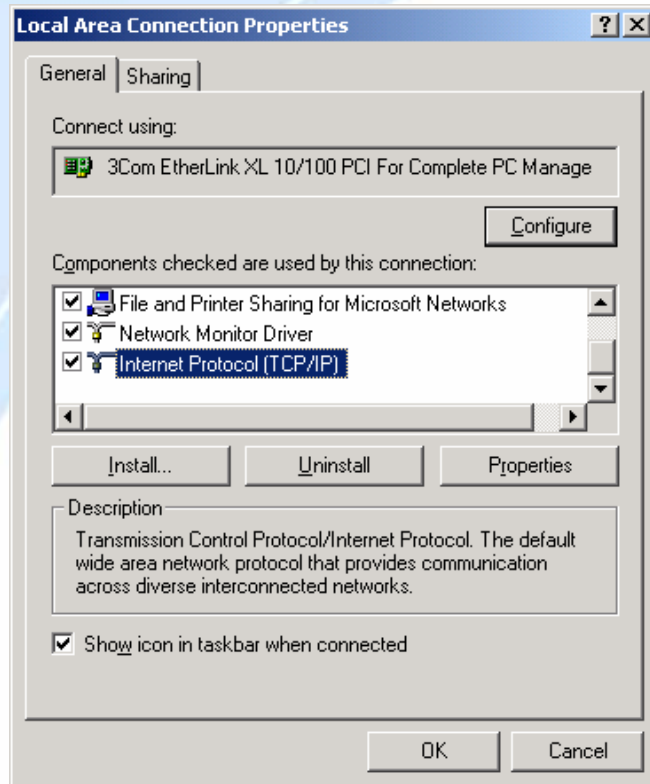 Local Area Connection Properties
General
Sharing
Connect using:
3Com EtherLink XL 10/100 PCI For Complete PC Manage
Configure
Components checked are used by this connection:
File and Printer Sharing for Microsoft Networks
Network Monitor Driver
Internet Protocol (TCP/IP)
Install...
Uninstall
Properties
Description
Transmission Control Protocol/Internet Protocol. The default
wide area network protocol that provides communication
across diverse interconnected networks.
Show icon in taskbar when connected
OK
Cancel